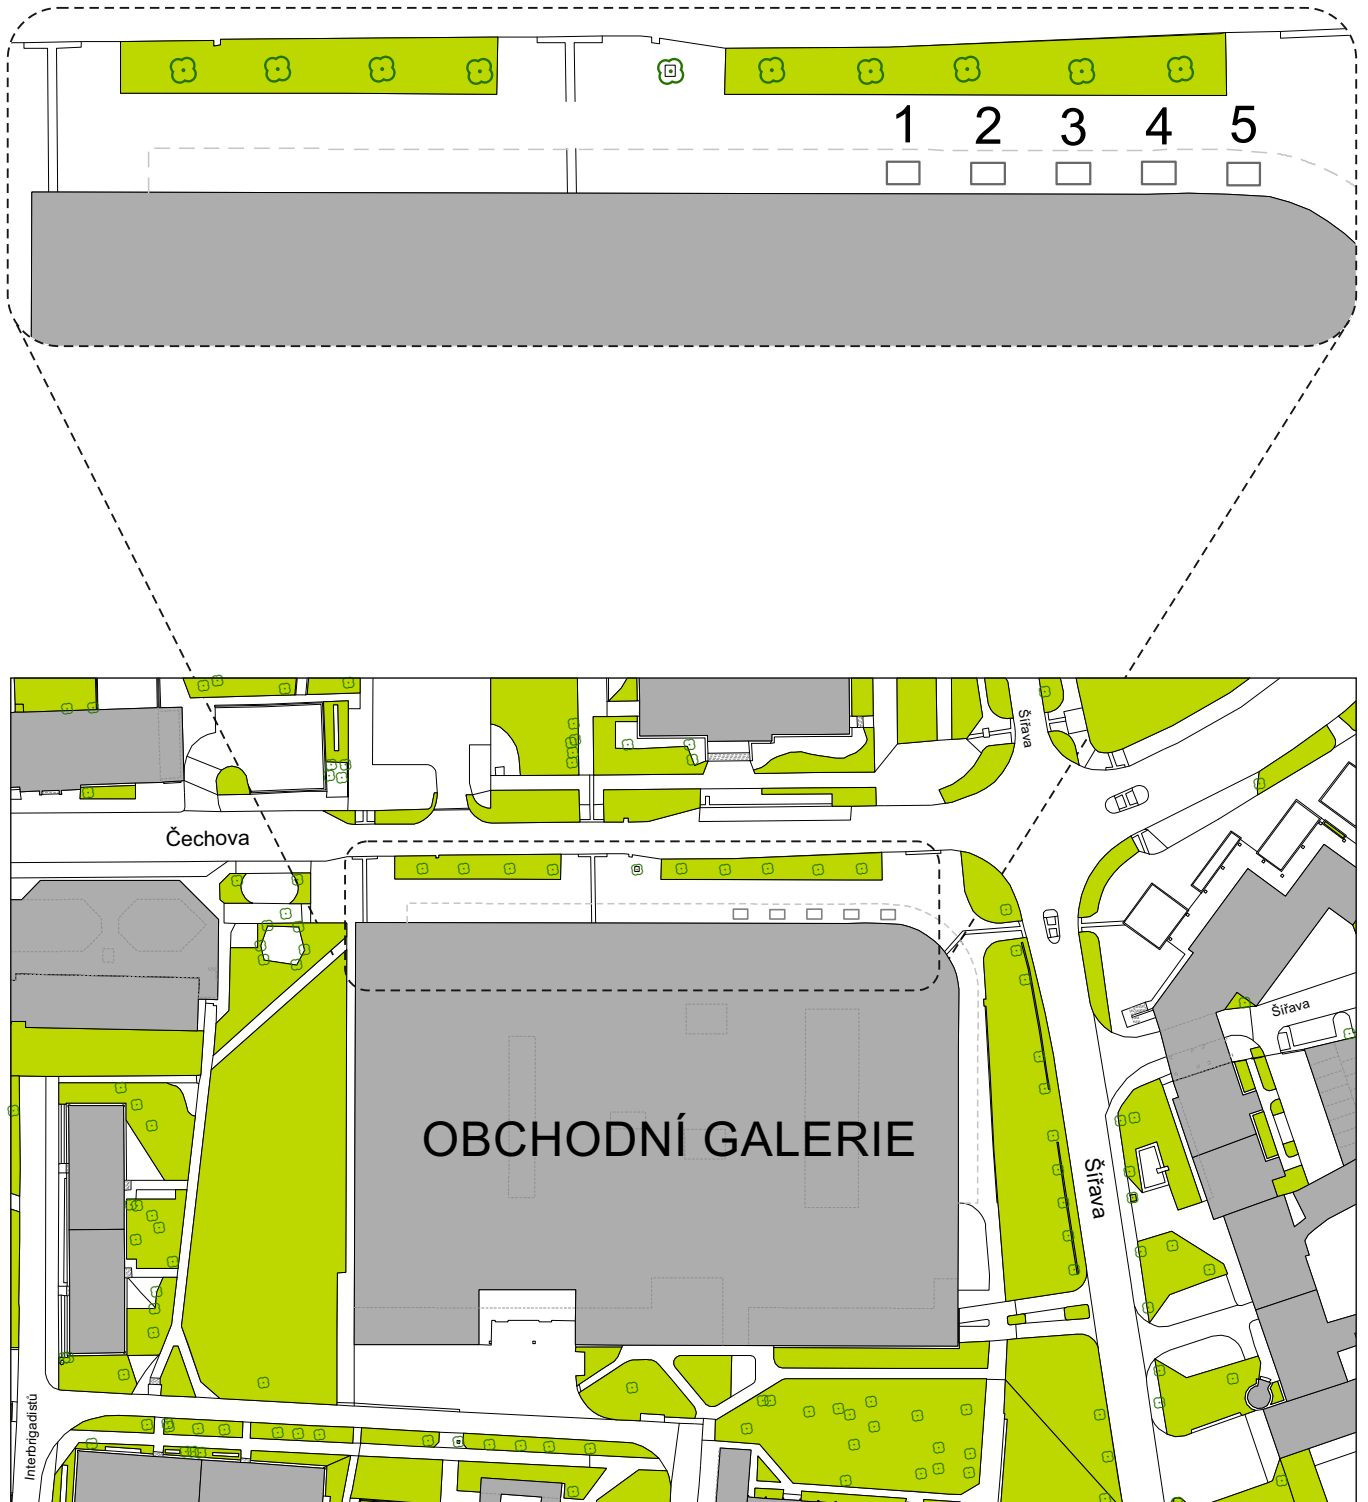 1 2 3 4 5
Šířava
Čechova
Šířava
OBCHODNÍ GALERIE
Šířava
Interbrigadistů